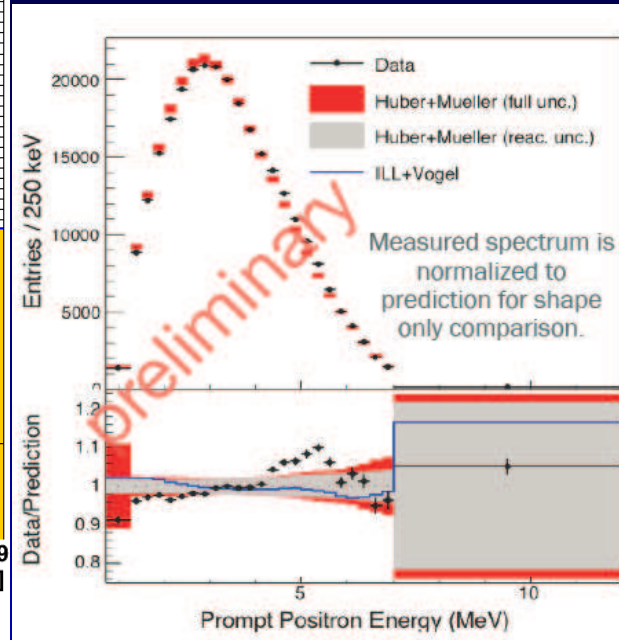 Entries / 250 keV
20000
15000
10000
5000
0
Data
Huber+Mueller (full unc.)
Huber+Mueller (reac. unc.)
ILL+Vogel
Measured spectrum is
normalized to
prediction for shape
only comparison.
preliminary
Data/Prediction
1.2
1.1
1
0.9
0.8
5
10
Prompt Positron Energy (MeV)
9
]